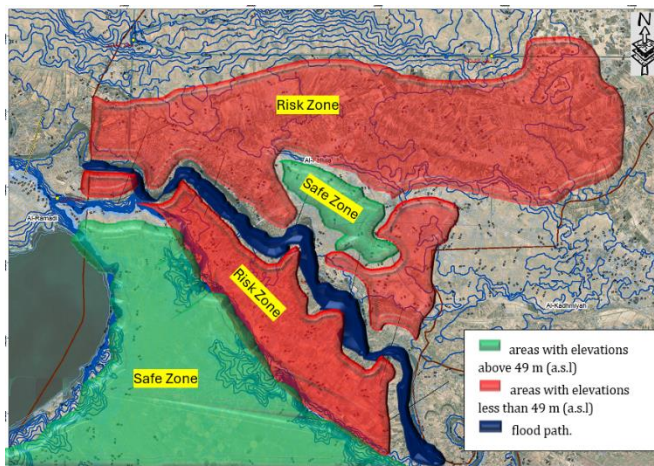 N
Risk Zone
Safe Zone
Al-Ramadi
Risk Zone
Al-Kadhmiyah
Safe Zone
areas with elevations
above 49 m (a.s.l)
areas with elevations
less than 49 m (a.s.l)
flood path.